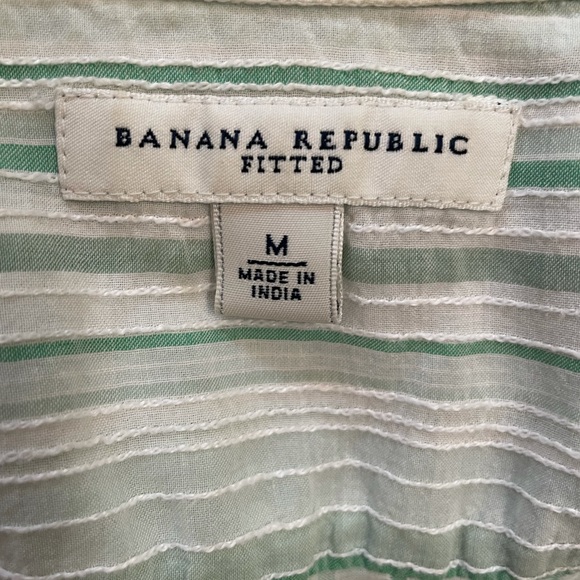 BANANA REPUBLIC
FITTED
M
MADE IN
INDIA